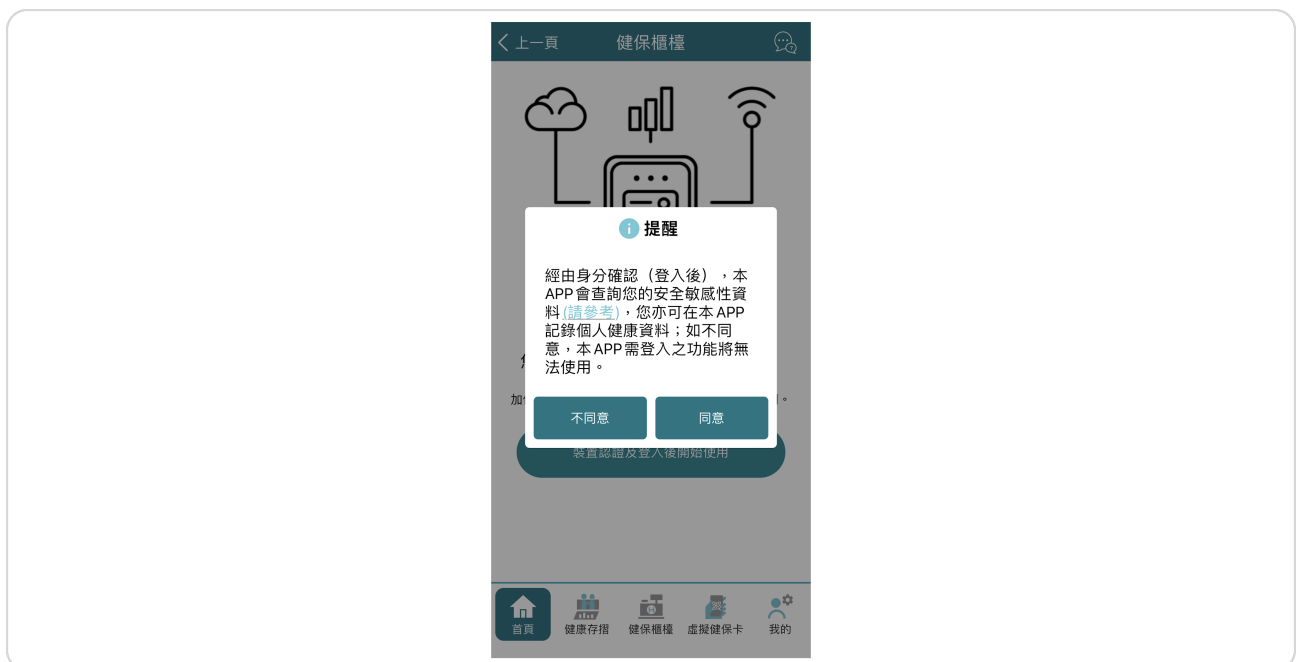 上一頁
健保櫃檯
提醒
經由身分確認（登入後），本
APP會查詢您的安全敏感性資
料(請參考)，您亦可在本APP
記錄個人健康資料；如不同
意，本APP需登入之功能將無
法使用。
加
不同意
同意
裝置認證及登入後開始使用
首頁
健康存摺
健保櫃檯
虛擬健保卡
我的